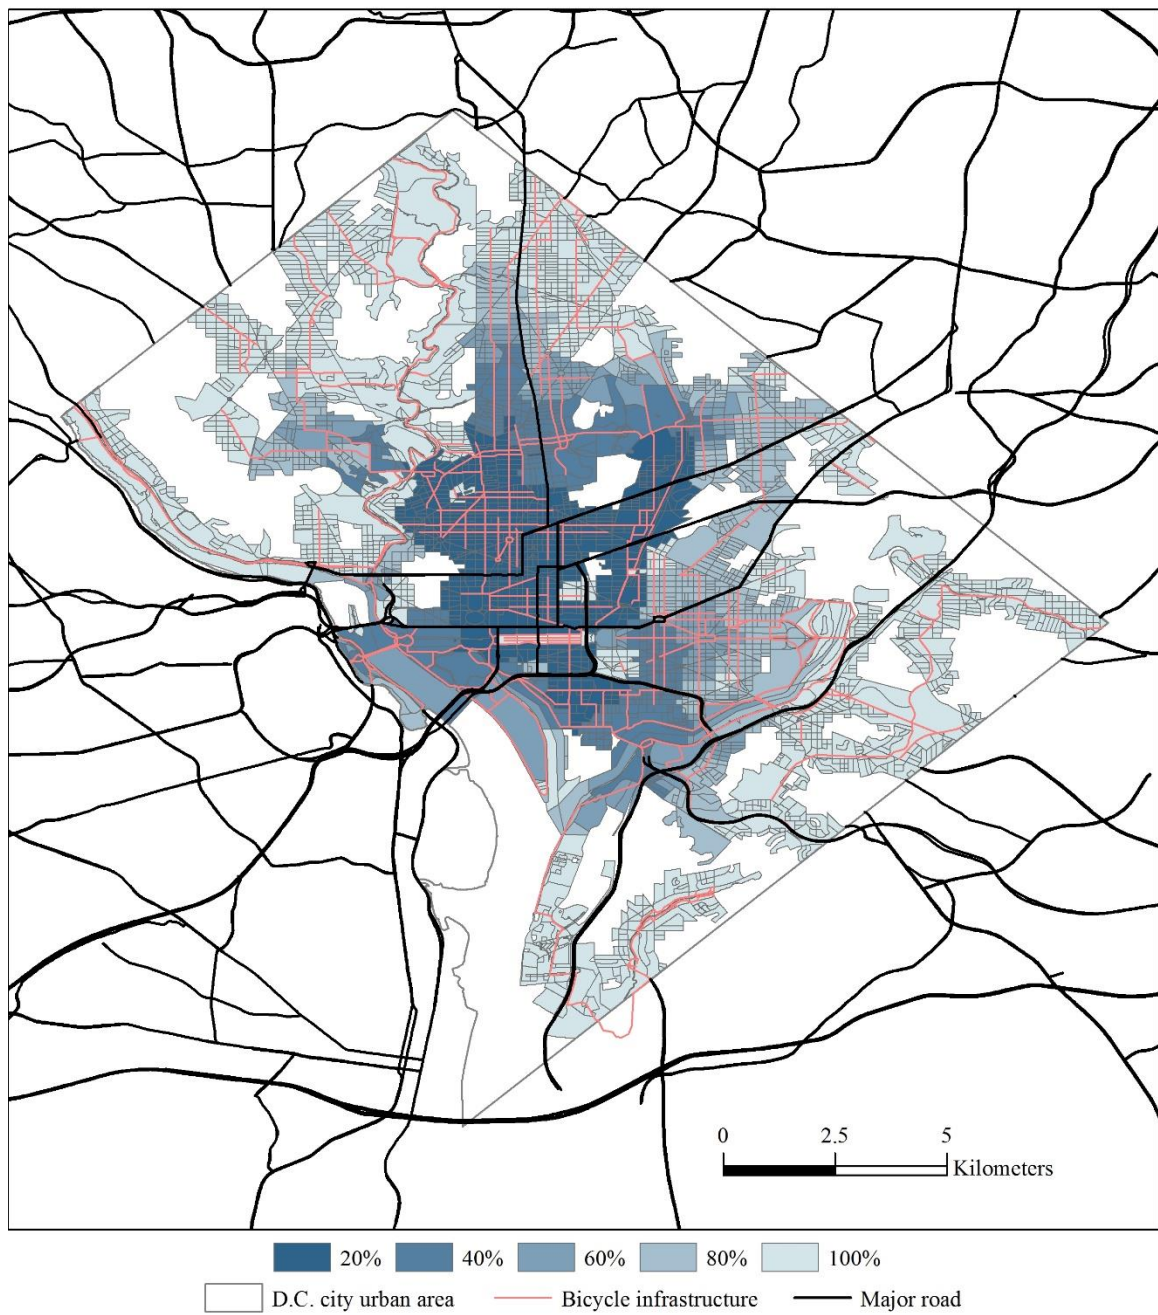 0 2.5 5
Kilometers
20% 40% 60% 80% 100%
D.C. city urban area Bicycle infrastructure Major road